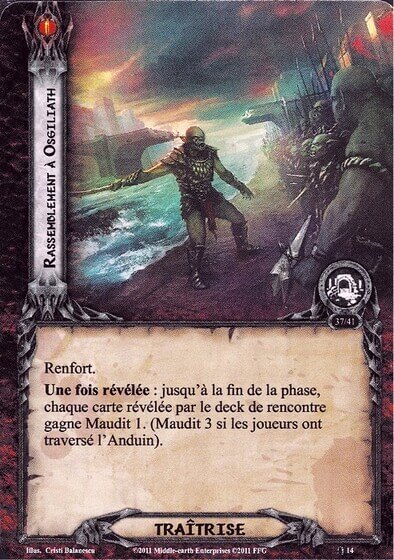 RASSEMBLEMENT À OSGILIATH
37/41
Renfort.
Une fois révélée : jusqu'à la fin de la phase,
chaque carte révélée par le deck de rencontre
gagne Maudit 1. (Maudit 3 si les joueurs ont
traversé l'Anduin).
TRAÎTRISE
Illus. Cristi Balanescu
©2011 Middle-earth Enterprises ©2011 FFG
14